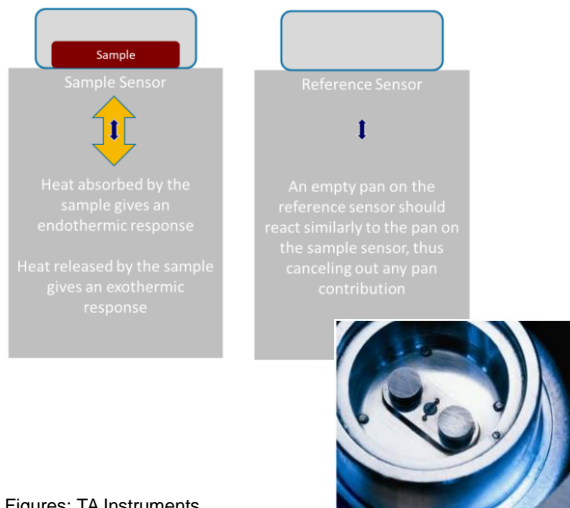 Sample
Sample Sensor
Heat absorbed by the
sample gives an
endothermic response
Heat released by the sample
gives an exothermic
response
Reference Sensor
An empty pan on the
reference sensor should
react similarly to the pan on
the sample sensor, thus
canceling out any pan
contribution
Figures: TA Instruments